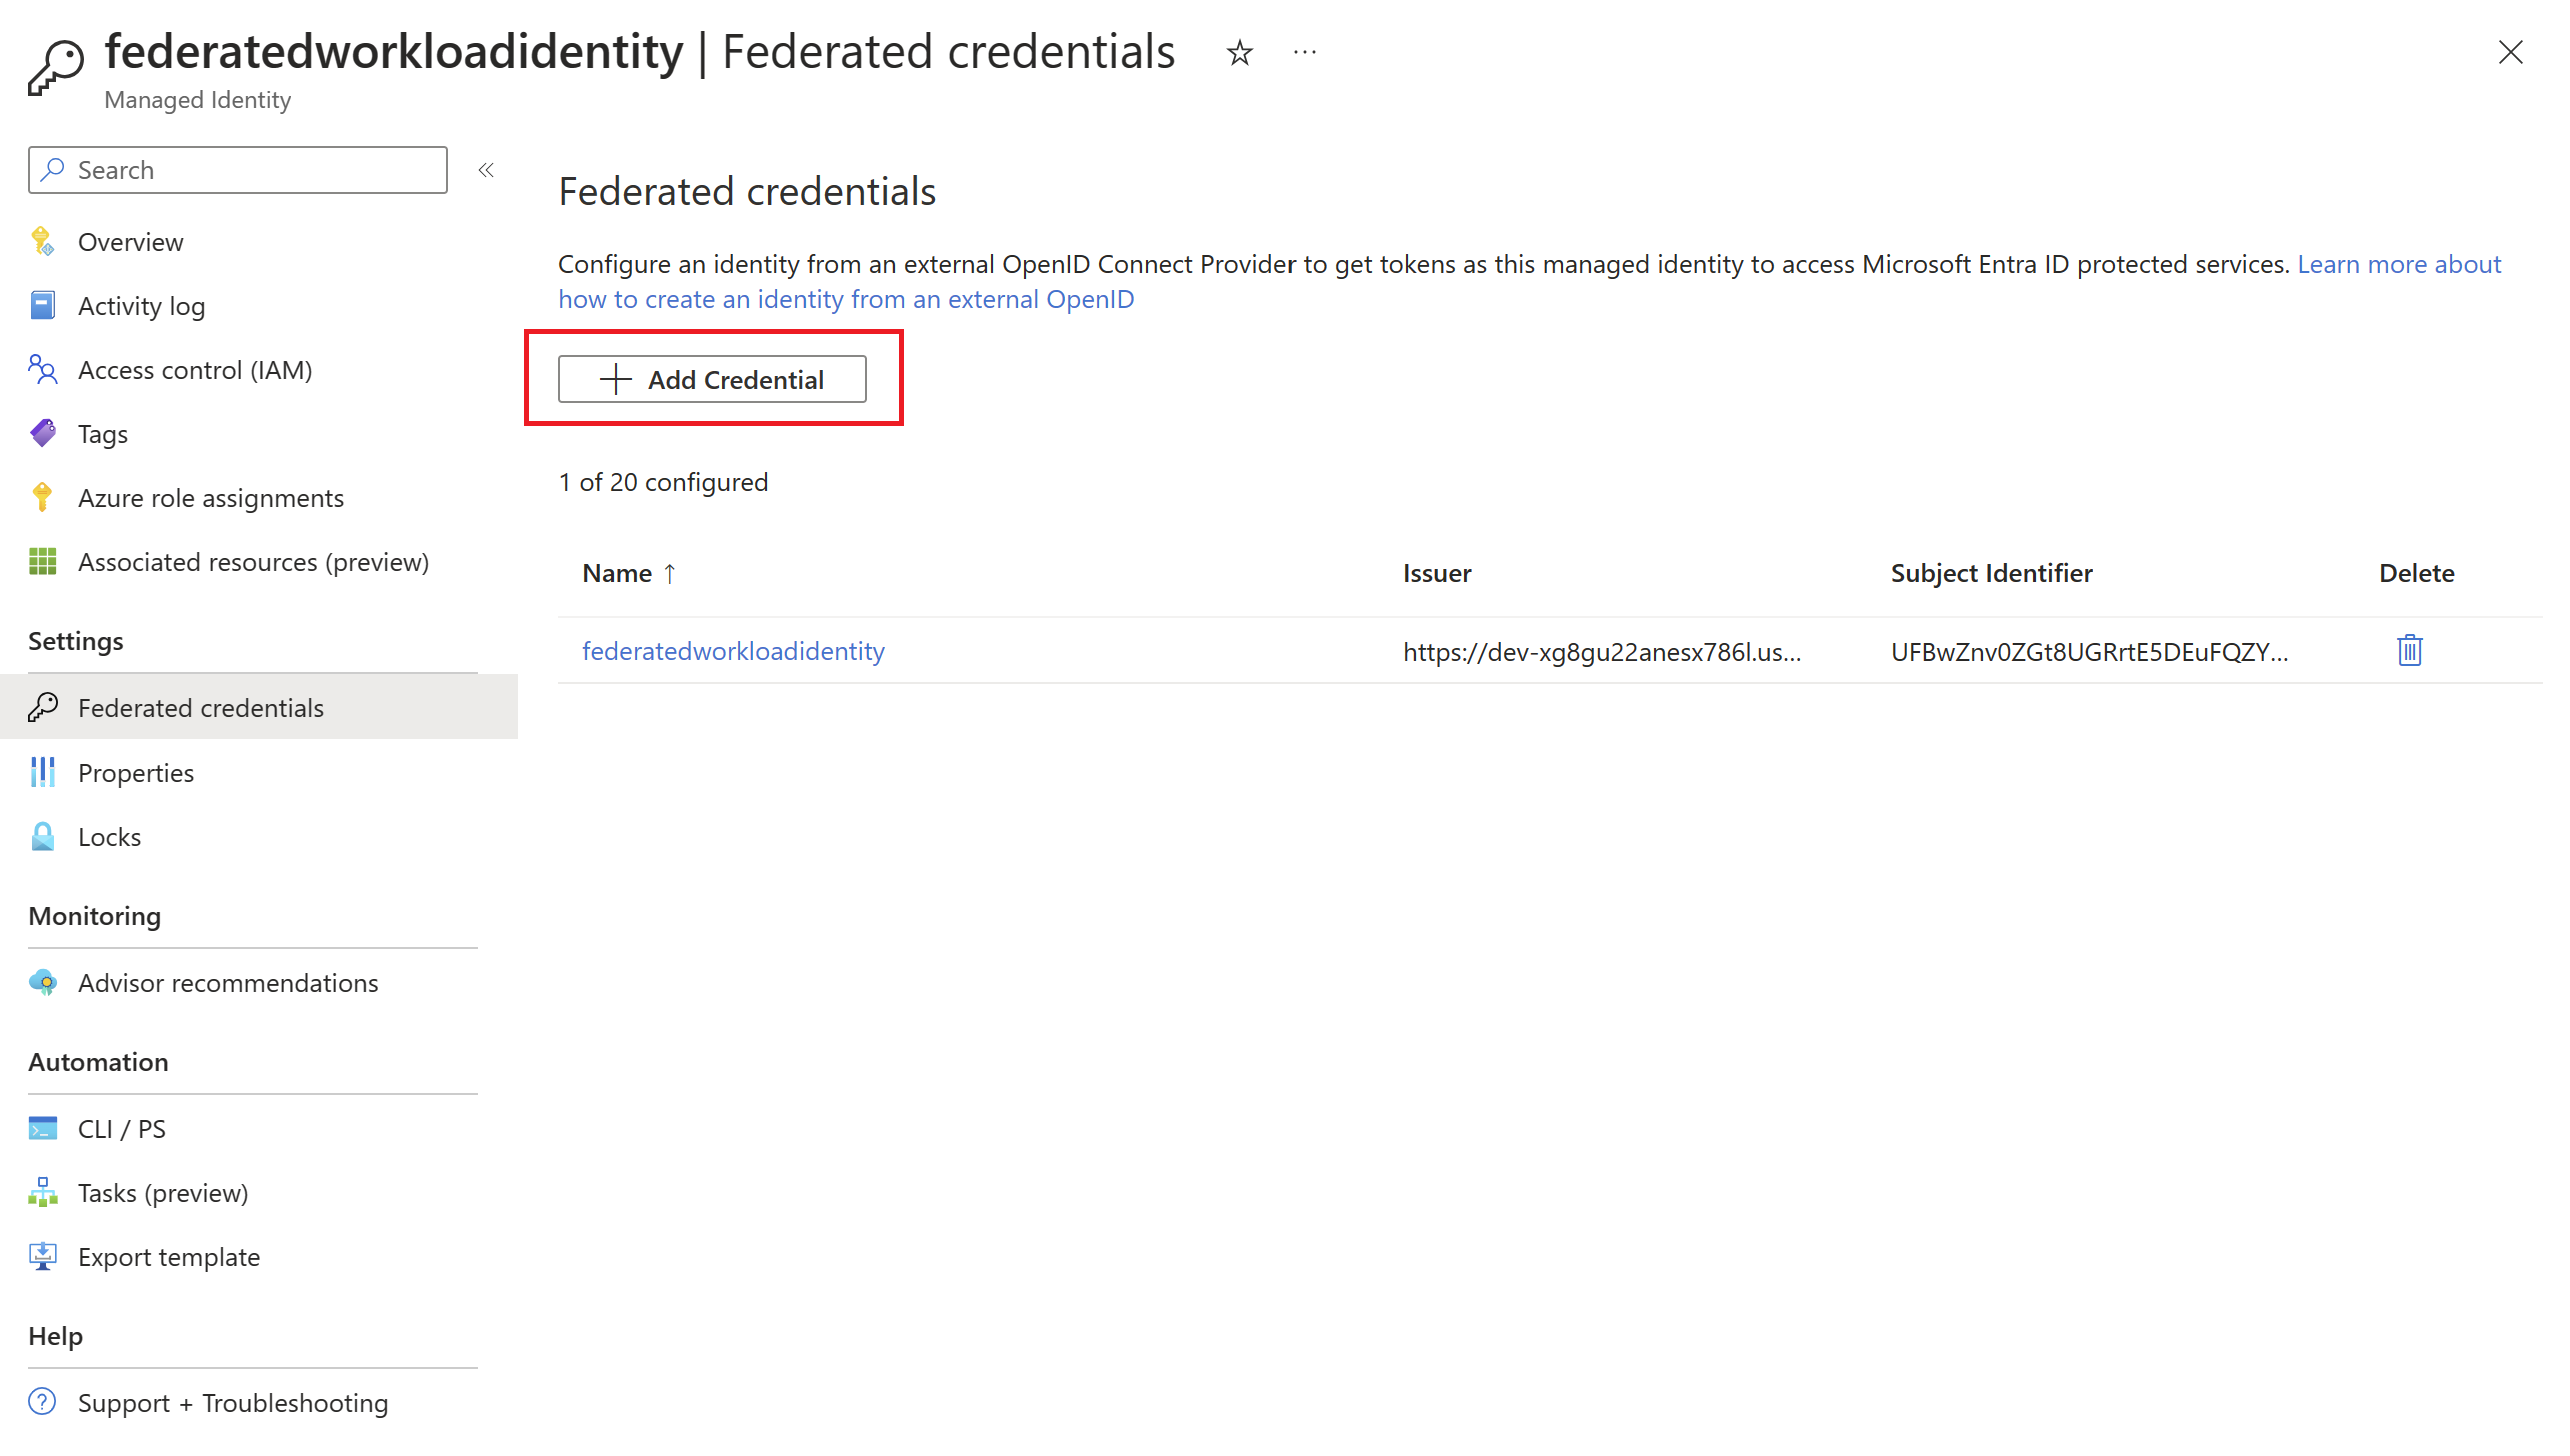 federatedworkloadidentity | Federated credentials
Managed Identity
Search
Overview
Activity log
Access control (IAM)
Tags
Azure role assignments
Associated resources (preview)
Settings
Federated credentials
Properties
Locks
Monitoring
Advisor recommendations
Automation
CLI / PS
Tasks (preview)
Export template
Help
Support + Troubleshooting
Federated credentials
Configure an identity from an external OpenID Connect Provider to get tokens as this managed identity to access Microsoft Entra ID protected services. Learn more about
how to create an identity from an external OpenID
Add Credential
1 of 20 configured
Name ↑ Issuer Subject Identifier Delete
federatedworkloadidentity https://dev-xg8gu22anesx786l.us... UFBwZnv0ZGt8UGRrtE5DEuFQZY...